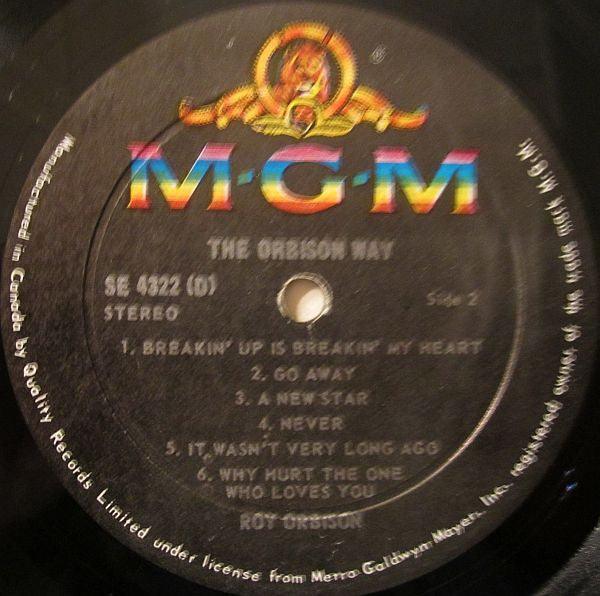 ®
M-G-M
THE ORBISON WAY
SE 4322 (D)
STEREO
Side 2
1. BREAKIN' UP IS BREAKIN' MY HEART
2. GO AWAY
3. A NEW STAR
4. NEVER
5. IT WASN'T VERY LONG AGO
6. WHY HURT THE ONE
WHO LOVES YOU
ROY ORBISON
Manufactured in Canada by Quality Records Limited under license from Metro Goldwyn Mayer, Inc. registered owner of the trade mark M.G.M.